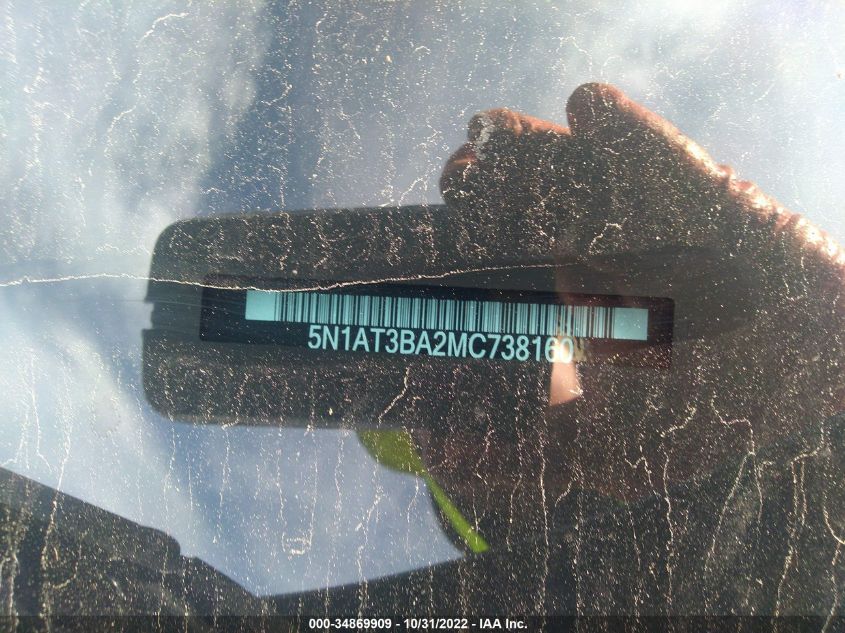 5N1AT3BA2MC738160
000-34869909 - 10/31/2022 - IAA Inc.